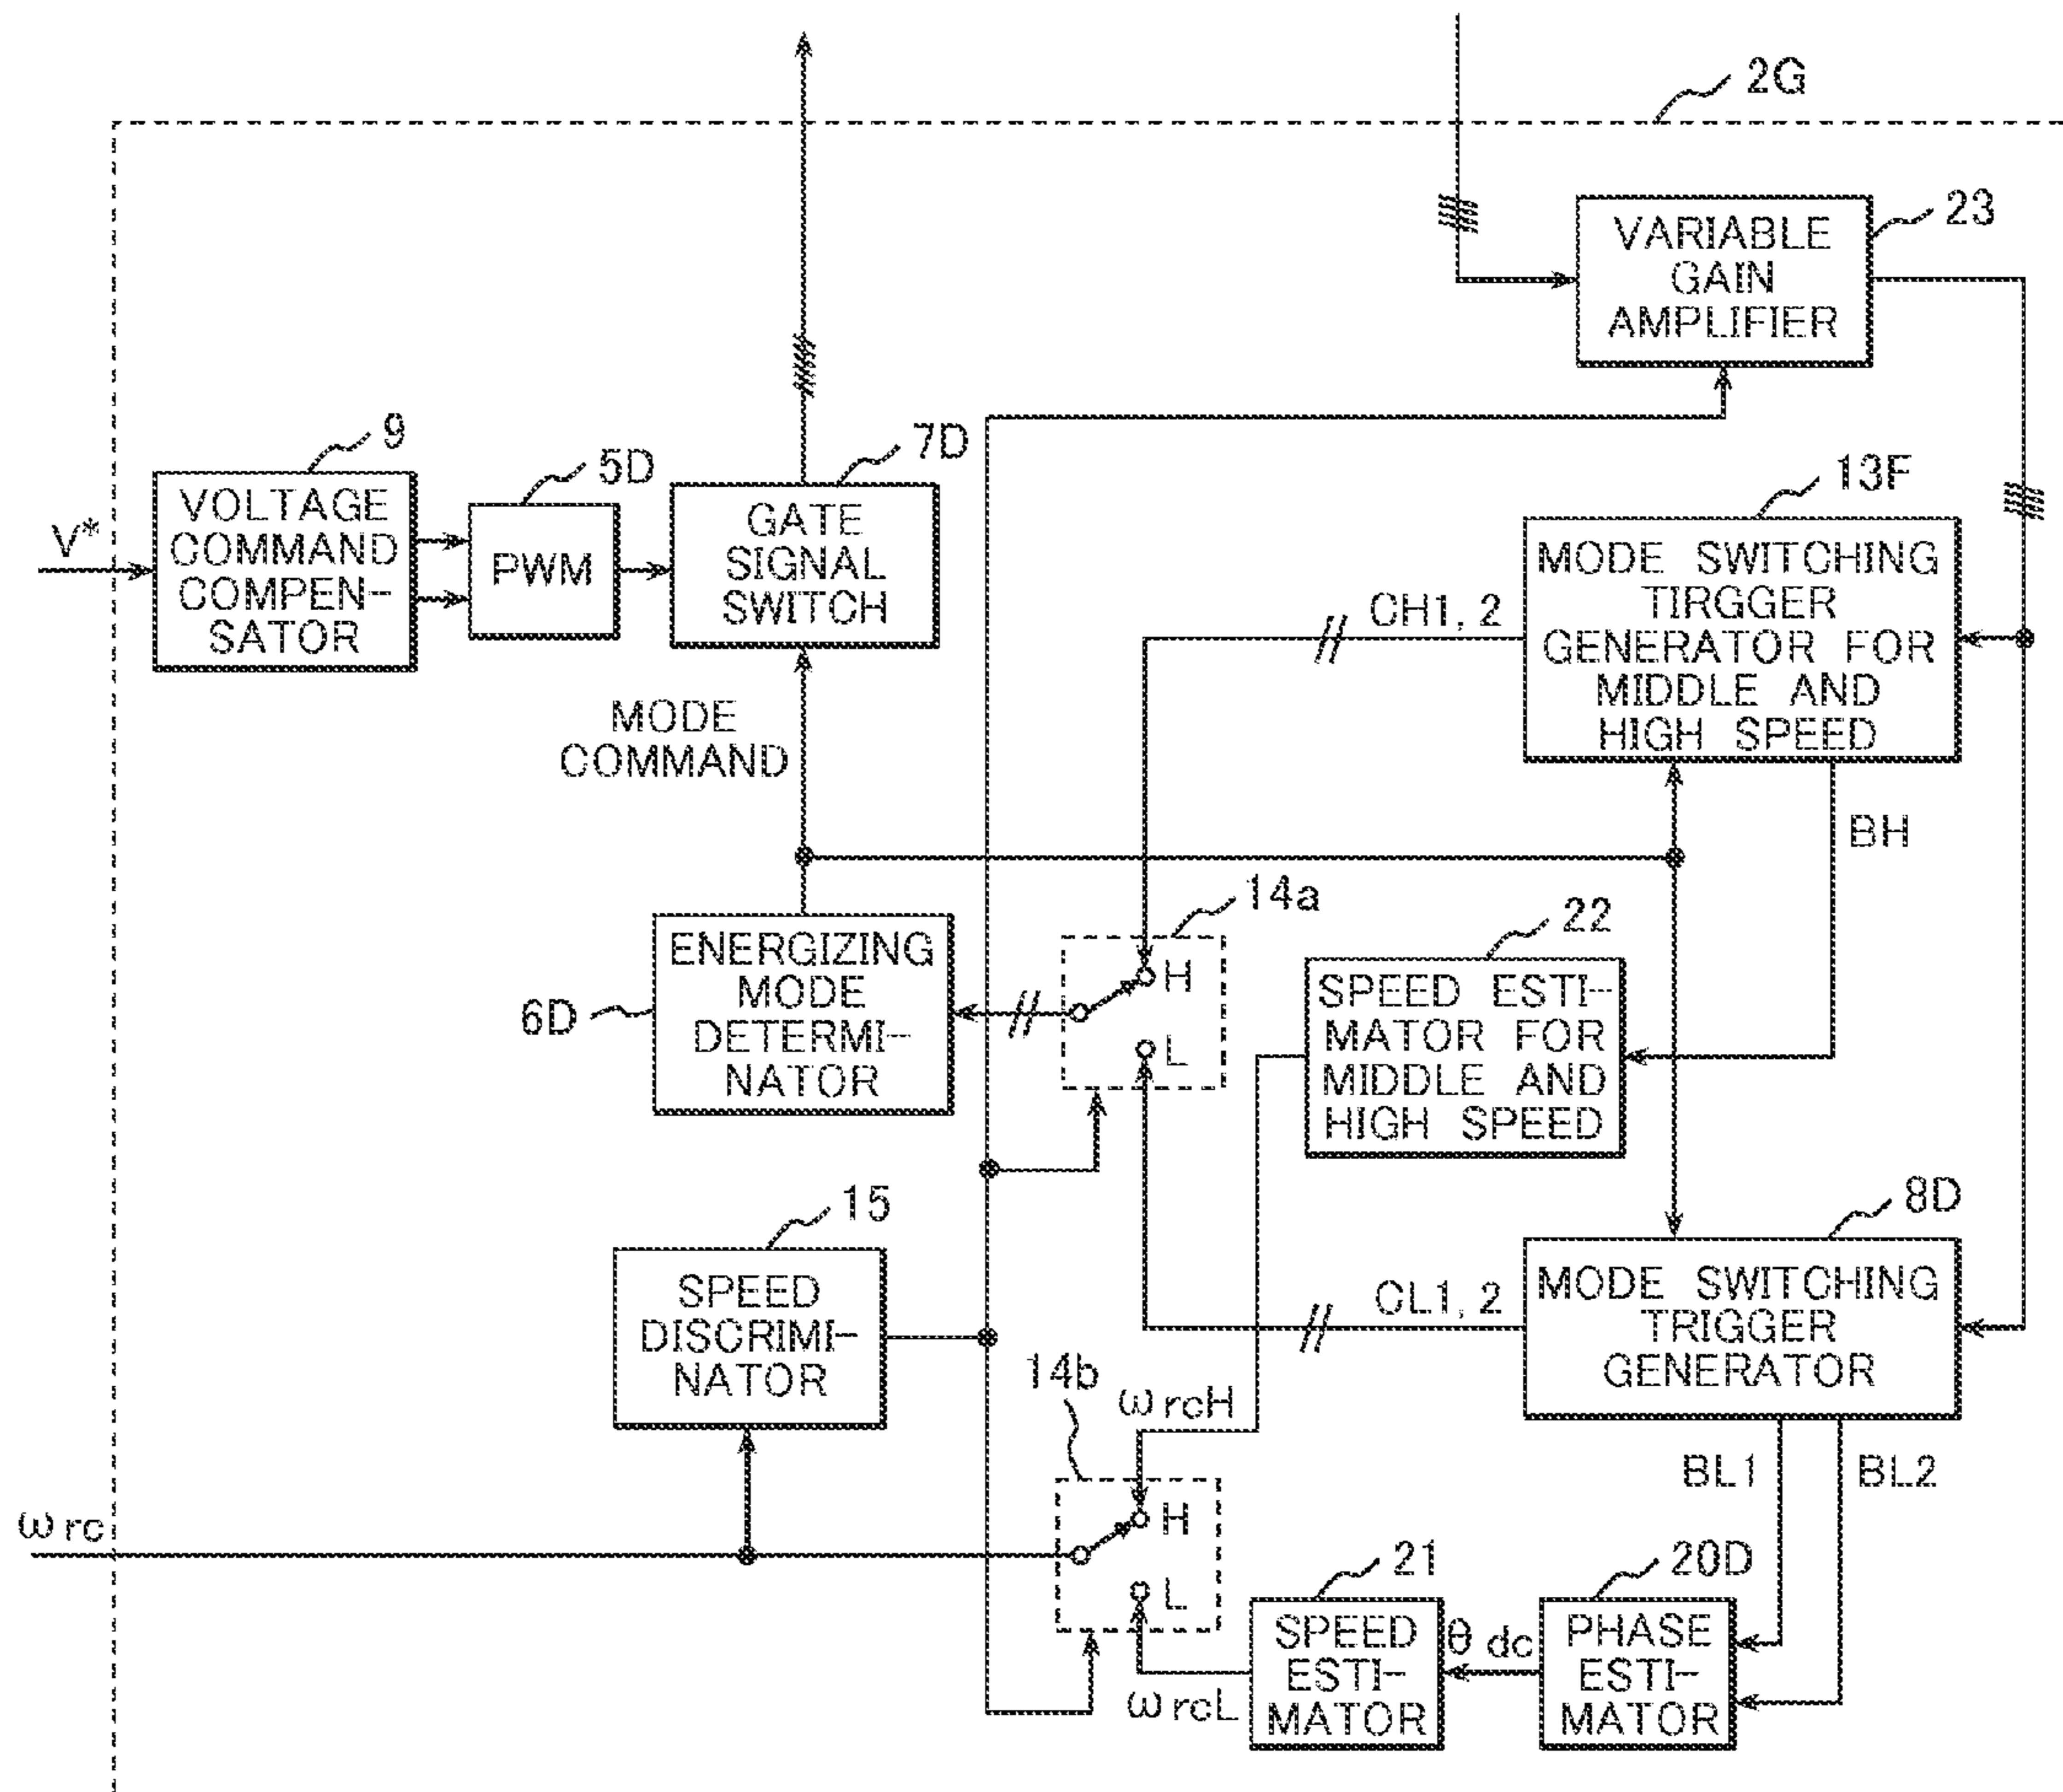 2G
VARIABLE
GAIN
AMPLIFIER
23
9
5D
7D
13F
V*
VOLTAGE
COMMAND
COMPEN-
SATOR
PWM
GATE
SIGNAL
SWITCH
MODE SWITCHING
TIRGGER
GENERATOR FOR
MIDDLE AND
HIGH SPEED
CH1, 2
MODE
COMMAND
BH
14a
22
6D
ENERGIZING
MODE
DETERMI-
NATOR
H
L
SPEED ESTI-
MATOR FOR
MIDDLE AND
HIGH SPEED
15
8D
SPEED
DISCRIMI-
NATOR
CL1, 2
MODE SWITCHING
TRIGGER
GENERATOR
14b
ωrcH
BL1
BL2
ωrc
H
L
21
20D
SPEED
ESTI-
MATOR
θdc
PHASE
ESTI-
MATOR
ωrcL